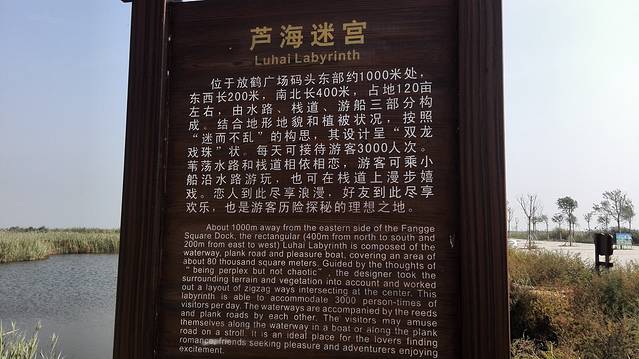 芦海迷宫
Luhai Labyrinth
位于放鹤广场码头东部约1000米处，
东西长200米，南北长400米，占地120亩
左右，由水路、栈道、游船三部分构
成。结合地形地貌和植被状况，按照
“迷而不乱”的构思，其设计呈“双龙
戏珠”状。每天可接待游客3000人次。
苇荡水路和栈道相依相恋，游客可乘小
船沿水路游玩，也可在栈道上漫步嬉
戏。恋人到此尽享浪漫，好友到此尽享
欢乐，也是游客历险探秘的理想之地。
About 1000m away from the eastern side of the Fangge
Square Dock, the rectangular (400m from north to south and
200m from east to west) Luhai Labyrinth is composed of the
waterway, plank road and pleasure boat, covering an area of
about 80 thousand square meters. Guided by the thoughts of
“being perplex but not chaotic”, the designer took the
surrounding terrain and vegetation into account and worked
out a layout of zigzag ways intersecting at the center. This
labyrinth is able to accommodate 3000 person-times of
visitors per day. The waterways are accompanied by the reeds
and plank roads by each other. The visitors may amuse
themselves along the waterway in a boat or along the plank
road on a stroll. It is an ideal place for the lovers finding
romance, friends seeking pleasure and adventurers enjoying
excitement.